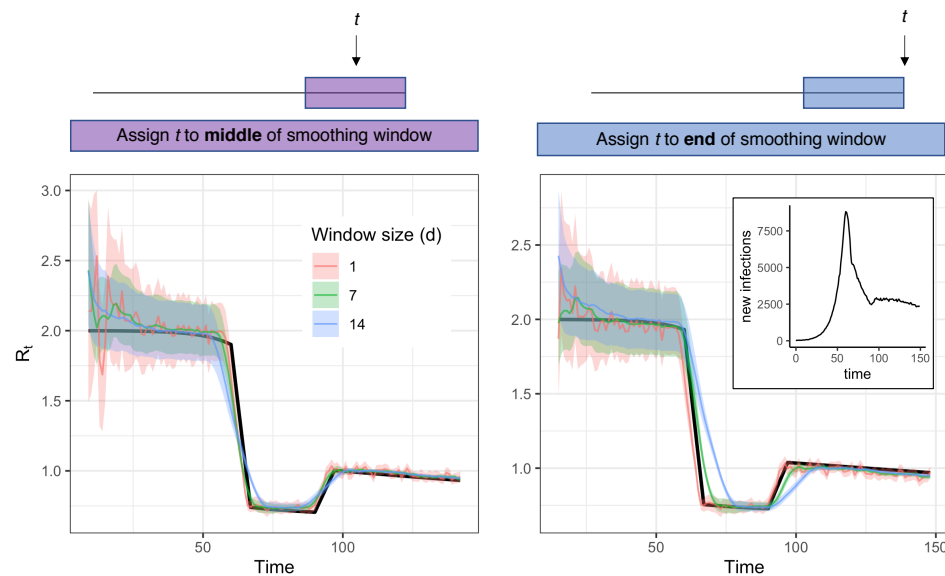 t
t
Assign t to middle of smoothing window
Assign t to end of smoothing window
3.0
2.5
2.0
1.5
1.0
Rt
50
100
Time
Window size (d)
1
7
14
2.5
2.0
1.5
1.0
50
100
150
Time
7500
5000
2500
0
new infections
0
50
100
150
time